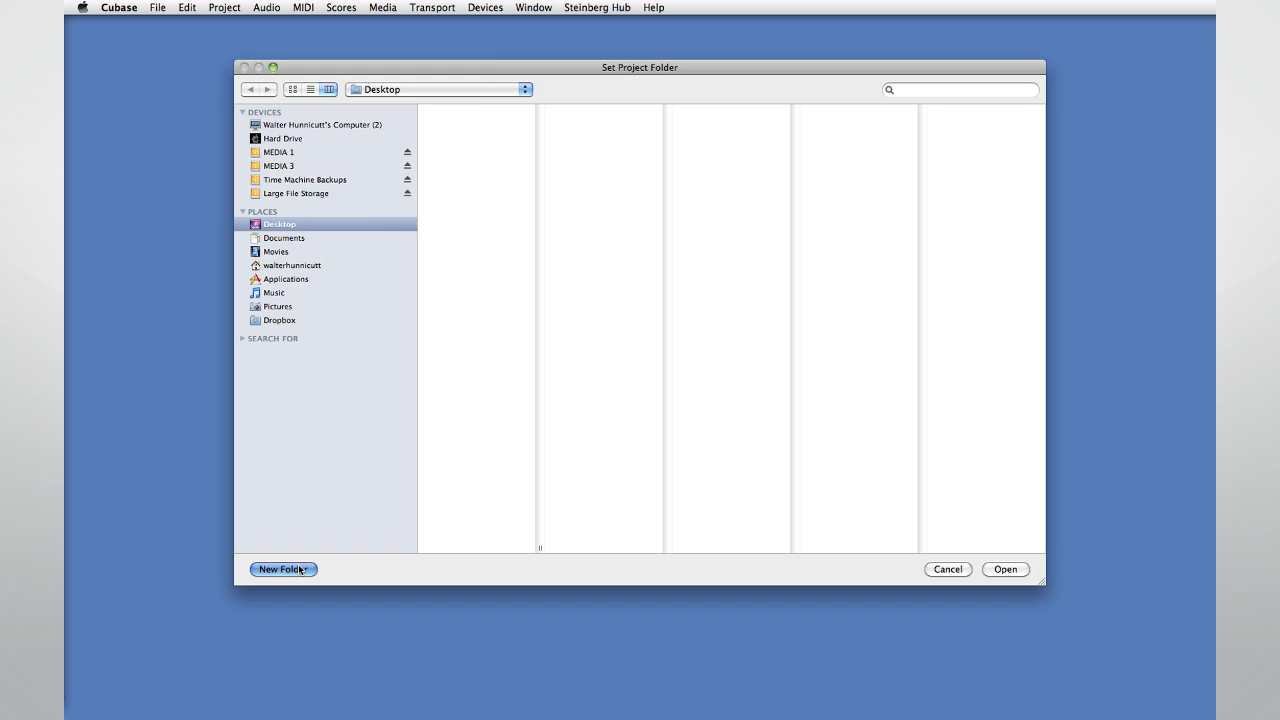 Cubase File Edit Project Audio MIDI Scores Media Transport Devices Window Steinberg Hub Help
Set Project Folder
Desktop
DEVICES
Walter Hunnicutt's Computer (2)
Hard Drive
MEDIA 1
MEDIA 3
Time Machine Backups
Large File Storage
PLACES
Desktop
Documents
Movies
walterhunnicutt
Applications
Music
Pictures
Dropbox
SEARCH FOR
New Folder Cancel Open